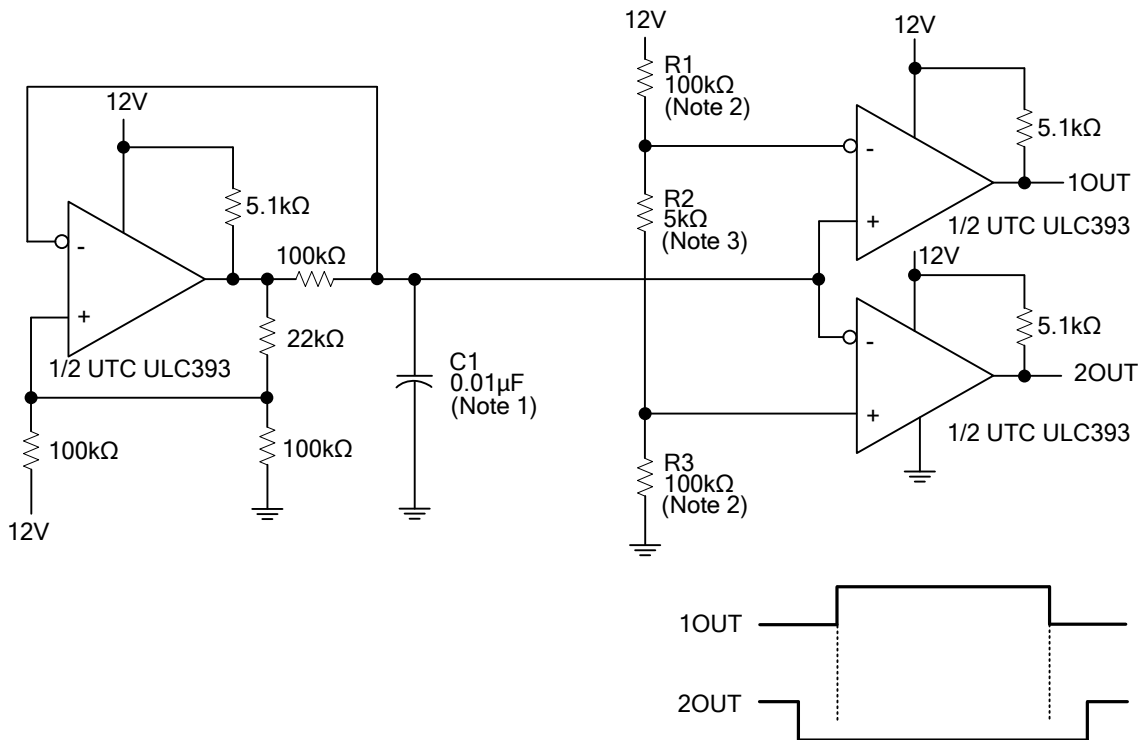 12V
5.1kΩ
-
+
1/2 UTC ULC393
100kΩ
22kΩ
100kΩ
100kΩ
12V
C1
0.01µF
(Note 1)
12V
R1
100kΩ
(Note 2)
R2
5kΩ
(Note 3)
R3
100kΩ
(Note 2)
12V
-
+
5.1kΩ
1OUT
1/2 UTC ULC393
12V
-
+
5.1kΩ
2OUT
1/2 UTC ULC393
1OUT
2OUT